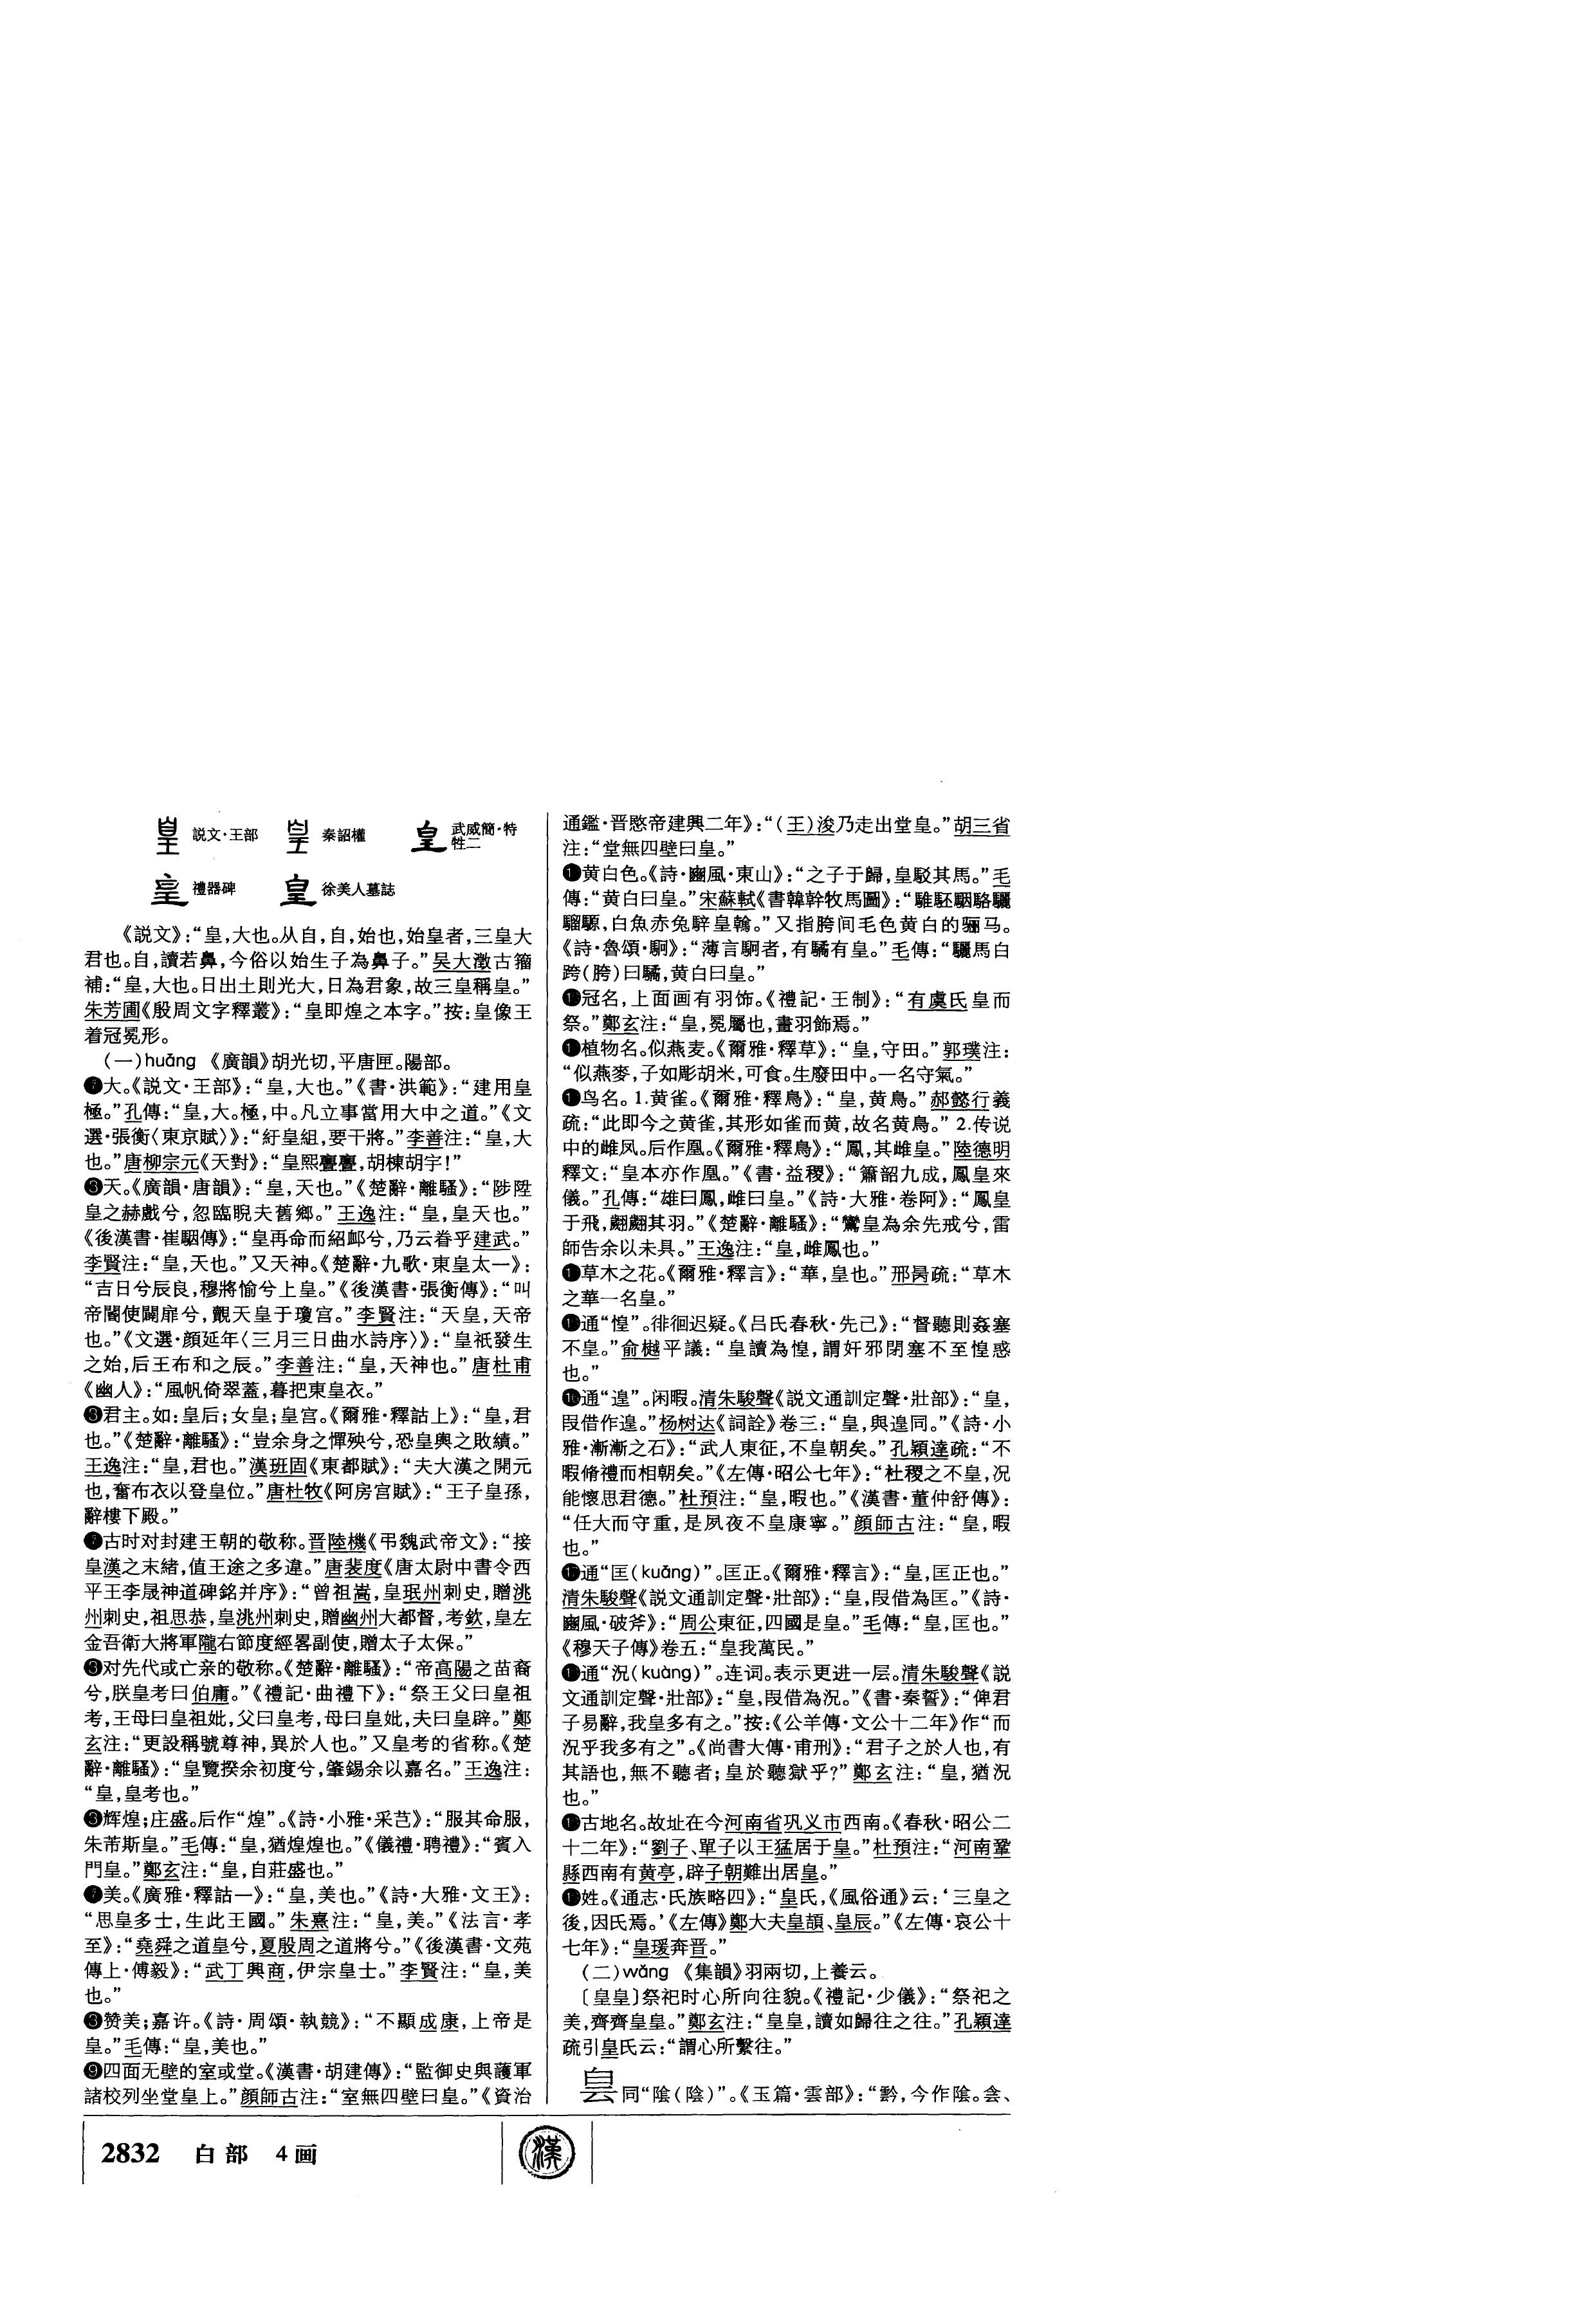 説文·王部 秦詔權 武威簡·特牲二
禮器碑 徐美人墓誌
《説文》:“皇,大也。从自,自,始也,始皇者,三皇大
君也。自,讀若鼻,今俗以始生子為鼻子。”吴大澂古籀
補:“皇,大也。日出土則光大,日為君象,故三皇稱皇。”
朱芳圃《殷周文字釋叢》:“皇即煌之本字。”按:皇像王
着冠冕形。
(一)huáng 《廣韻》胡光切,平唐匣。陽部。
大。《説文·王部》:“皇,大也。”《書·洪範》:“建用皇
極。”孔傳:“皇,大。極,中。凡立事當用大中之道。”《文
選·張衡〈東京賦〉》:“紆皇組,要干將。”李善注:“皇,大
也。”唐柳宗元《天對》:“皇熙亹亹,胡棟胡宇!”
天。《廣韻·唐韻》:“皇,天也。”《楚辭·離騷》:“陟陞
皇之赫戲兮,忽臨睨夫舊鄉。”王逸注:“皇,皇天也。”
《後漢書·崔駰傳》:“皇再命而紹卹兮,乃云眷乎建武。”
李賢注:“皇,天也。”又天神。《楚辭·九歌·東皇太一》:
“吉日兮辰良,穆將愉兮上皇。”《後漢書·張衡傳》:“叫
帝閽使闢扉兮,覿天皇于瓊宫。”李賢注:“天皇,天帝
也。”《文選·顔延年〈三月三日曲水詩序〉》:“皇祇發生
之始,后王布和之辰。”李善注:“皇,天神也。”唐杜甫
《幽人》:“風帆倚翠蓋,暮把東皇衣。”
❸君主。如:皇后;女皇;皇宫。《爾雅·釋詁上》:“皇,君
也。”《楚辭·離騷》:“豈余身之憚殃兮,恐皇輿之敗績。”
王逸注:“皇,君也。”漢班固《東都賦》:“夫大漢之開元
也,奮布衣以登皇位。”唐杜牧《阿房宫賦》:“王子皇孫,
辭樓下殿。”
古时对封建王朝的敬称。晋陸機《弔魏武帝文》:“接
皇漢之末緒,值王途之多違。”唐裴度《唐太尉中書令西
平王李晟神道碑銘并序》:“曾祖嵩,皇珉州刺史,贈洮
州刺史,祖思恭,皇洮州刺史,贈幽州大都督,考欽,皇左
金吾衛大將軍隴右節度經畧副使,贈太子太保。”
对先代或亡亲的敬称。《楚辭·離騷》:“帝高陽之苗裔
兮,朕皇考曰伯庸。”《禮記·曲禮下》:“祭王父曰皇祖
考,王母曰皇祖妣,父曰皇考,母曰皇妣,夫曰皇辟。”鄭
玄注:“更設稱號尊神,異於人也。”又皇考的省称。《楚
辭·離騷》:“皇覽揆余初度兮,肇錫余以嘉名。”王逸注:
“皇,皇考也。”
辉煌;庄盛。后作“煌”。《詩·小雅·采芑》:“服其命服,
朱芾斯皇。”毛傳:“皇,猶煌煌也。”《儀禮·聘禮》:“賓入
門皇。”鄭玄注:“皇,自莊盛也。”
美。《廣雅·釋詁一》:“皇,美也。”《詩·大雅·文王》:
“思皇多士,生此王國。”朱熹注:“皇,美。”《法言·孝
至》:“堯舜之道皇兮,夏殷周之道將兮。”《後漢書·文苑
傳上·傅毅》:“武丁興商,伊宗皇士。”李賢注:“皇,美
也。”
赞美;嘉许。《詩·周頌·執競》:“不顯成康,上帝是
皇。”毛傳:“皇,美也。”
❾四面无壁的室或堂。《漢書·胡建傳》:“監御史與護軍
諸校列坐堂皇上。”顔師古注:“室無四壁曰皇。”《資治
通鑑·晋愍帝建興二年》:“(王)浚乃走出堂皇。”胡三省
注:“堂無四壁曰皇。”
黄白色。《詩·豳風·東山》:“之子于歸,皇駁其馬。”毛
傳:“黄白曰皇。”宋蘇軾《書韓幹牧馬圖》:“騅駓駰駱驪
騮騵,白魚赤兔騂皇䮧。”又指胯间毛色黄白的骊马。
《詩·魯頌·駉》:“薄言駉者,有驈有皇。”毛傳:“驪馬白
跨(胯)曰驈,黄白曰皇。”
冠名,上面画有羽饰。《禮記·王制》:“有虞氏皇而
祭。”鄭玄注:“皇,冕屬也,畫羽飾焉。”
植物名。似燕麦。《爾雅·釋草》:“皇,守田。”郭璞注:
“似燕麥,子如彫胡米,可食。生廢田中。一名守氣。”
鸟名。1.黄雀。《爾雅·釋鳥》:“皇,黄鳥。”郝懿行義
疏:“此即今之黄雀,其形如雀而黄,故名黄鳥。” 2.传说
中的雌凤。后作凰。《爾雅·釋鳥》:“鳳,其雌皇。”陸德明
釋文:“皇本亦作凰。”《書·益稷》:“簫韶九成,鳳皇來
儀。”孔傳:“雄曰鳳,雌曰皇。”《詩·大雅·卷阿》:“鳳皇
于飛,翽翽其羽。”《楚辭·離騷》:“鸞皇為余先戒兮,雷
師告余以未具。”王逸注:“皇,雌鳳也。”
草木之花。《爾雅·釋言》:“華,皇也。”邢昺疏:“草木
之華一名皇。”
通“惶”。徘徊迟疑。《吕氏春秋·先己》:“督聽則姦塞
不皇。”俞樾平議:“皇讀為惶,謂奸邪閉塞不至惶惑
也。”
通“遑”。闲暇。清朱駿聲《説文通訓定聲·壯部》:“皇,
叚借作遑。”杨树达《詞詮》卷三:“皇,與遑同。”《詩·小
雅·漸漸之石》:“武人東征,不皇朝矣。”孔穎達疏:“不
暇脩禮而相朝矣。”《左傳·昭公七年》:“社稷之不皇,况
能懷思君德。”杜預注:“皇,暇也。”《漢書·董仲舒傳》:
“任大而守重,是夙夜不皇康寧。”顔師古注:“皇,暇
也。”
通“匡(kuāng)”。匡正。《爾雅·釋言》:“皇,匡正也。”
清朱駿聲《説文通訓定聲·壯部》:“皇,叚借為匡。”《詩·
豳風·破斧》:“周公東征,四國是皇。”毛傳:“皇,匡也。”
《穆天子傳》卷五:“皇我萬民。”
通“況(kuàng)”。连词。表示更进一层。清朱駿聲《説
文通訓定聲·壯部》:“皇,叚借為況。”《書·秦誓》:“俾君
子易辭,我皇多有之。”按:《公羊傳·文公十二年》作“而
況乎我多有之”。《尚書大傳·甫刑》:“君子之於人也,有
其語也,無不聽者;皇於聽獄乎?”鄭玄注:“皇,猶況
也。”
古地名。故址在今河南省巩义市西南。《春秋·昭公二
十二年》:“劉子、單子以王猛居于皇。”杜預注:“河南鞏
縣西南有黄亭,辟子朝難出居皇。”
姓。《通志·氏族略四》:“皇氏,《風俗通》云:‘三皇之
後,因氏焉。’《左傳》鄭大夫皇頡、皇辰。”《左傳·哀公十
七年》:“皇瑗奔晋。”
(二)wǎng 《集韻》羽兩切,上養云。
〔皇皇〕祭祀时心所向往貌。《禮記·少儀》:“祭祀之
美,齊齊皇皇。”鄭玄注:“皇皇,讀如歸往之往。”孔穎達
疏引皇氏云:“謂心所繫往。”
同“陰(陰)”。《玉篇·雲部》:“黔,今作陰。侌、
2832 白部 4画
漢